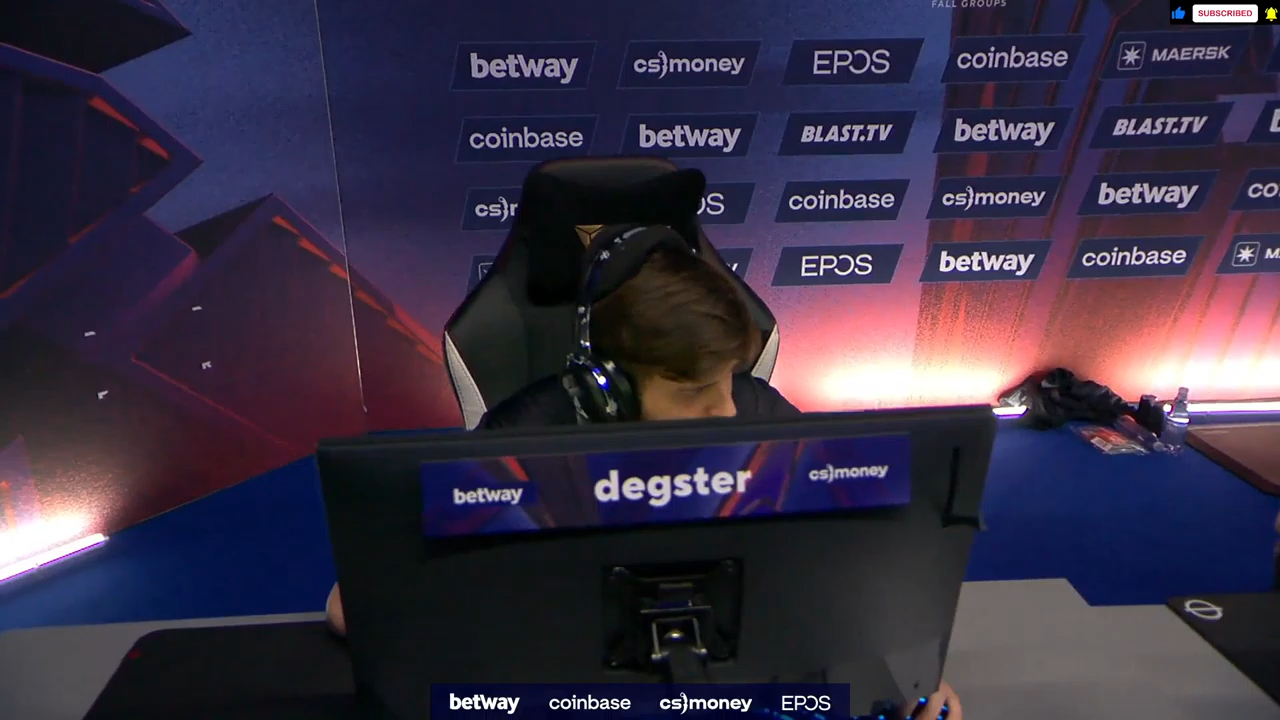 FALL GROUPS
SUBSCRIBED
betway cs}money EPOS coinbase MAERSK
coinbase betway BLAST.TV betway BLAST.TV
coinbase cs}money betway
EPOS betway coinbase
betway degster cs}money
betway coinbase cs}money EPOS